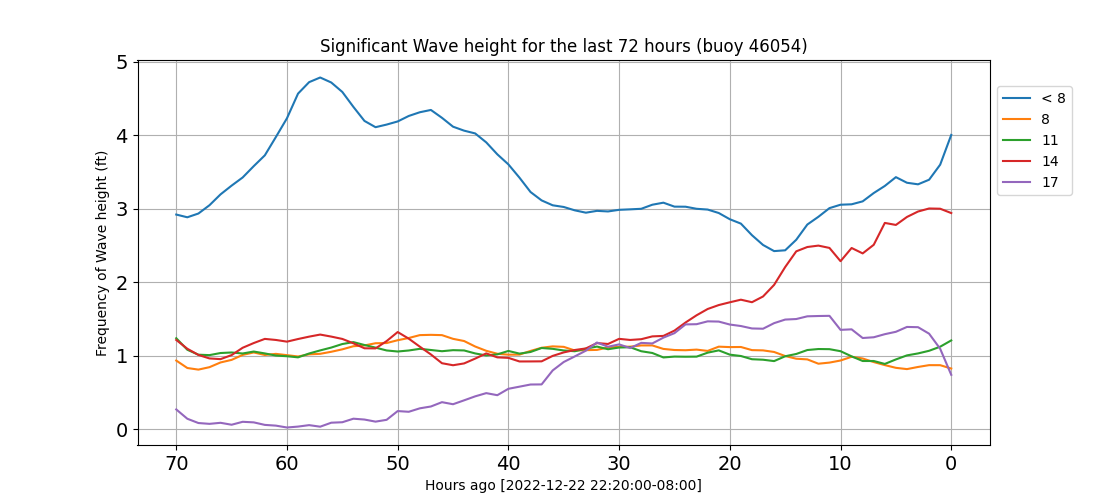 Significant Wave height for the last 72 hours (buoy 46054)
Frequency of Wave height (ft)
5
4
3
2
1
0
70 60 50 40 30 20 10 0
Hours ago [2022-12-22 22:20:00-08:00]
< 8
8
11
14
17